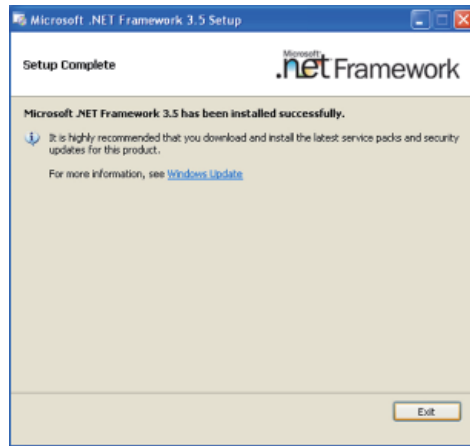 Microsoft .NET Framework 3.5 Setup
Setup Complete
Microsoft
.net Framework
Microsoft .NET Framework 3.5 has been installed successfully.
It is highly recommended that you download and install the latest service packs and security
updates for this product.
For more information, see Windows Update
Exit